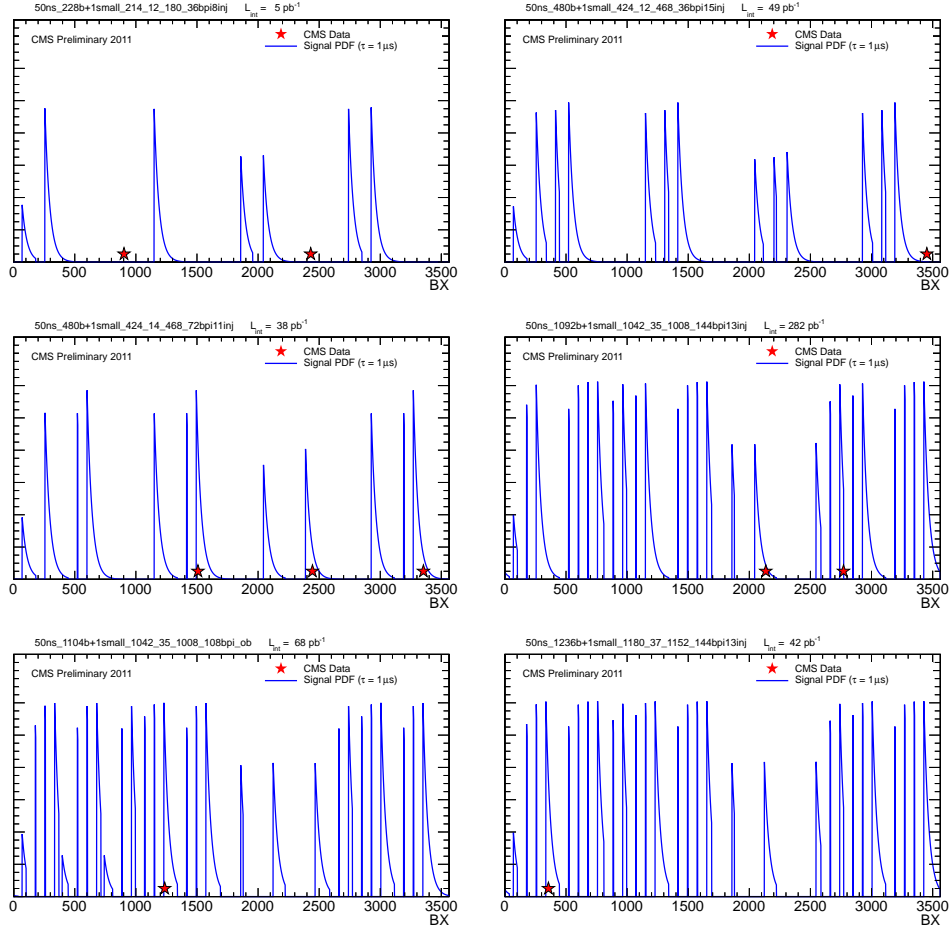 50ns_228b+1small_214_12_180_36bpi8inj L_int = 5 pb^-1
CMS Preliminary 2011
CMS Data
Signal PDF (τ = 1μs)
0 500 1000 1500 2000 2500 3000 3500
BX
50ns_480b+1small_424_12_468_36bpi15inj L_int = 49 pb^-1
CMS Preliminary 2011
CMS Data
Signal PDF (τ = 1μs)
0 500 1000 1500 2000 2500 3000 3500
BX
50ns_480b+1small_424_14_468_72bpi11inj L_int = 38 pb^-1
CMS Preliminary 2011
CMS Data
Signal PDF (τ = 1μs)
0 500 1000 1500 2000 2500 3000 3500
BX
50ns_1092b+1small_1042_35_1008_144bpi13inj L_int = 282 pb^-1
CMS Preliminary 2011
CMS Data
Signal PDF (τ = 1μs)
0 500 1000 1500 2000 2500 3000 3500
BX
50ns_1104b+1small_1042_35_1008_108bpi_ob L_int = 68 pb^-1
CMS Preliminary 2011
CMS Data
Signal PDF (τ = 1μs)
0 500 1000 1500 2000 2500 3000 3500
BX
50ns_1236b+1small_1180_37_1152_144bpi13inj L_int = 42 pb^-1
CMS Preliminary 2011
CMS Data
Signal PDF (τ = 1μs)
0 500 1000 1500 2000 2500 3000 3500
BX